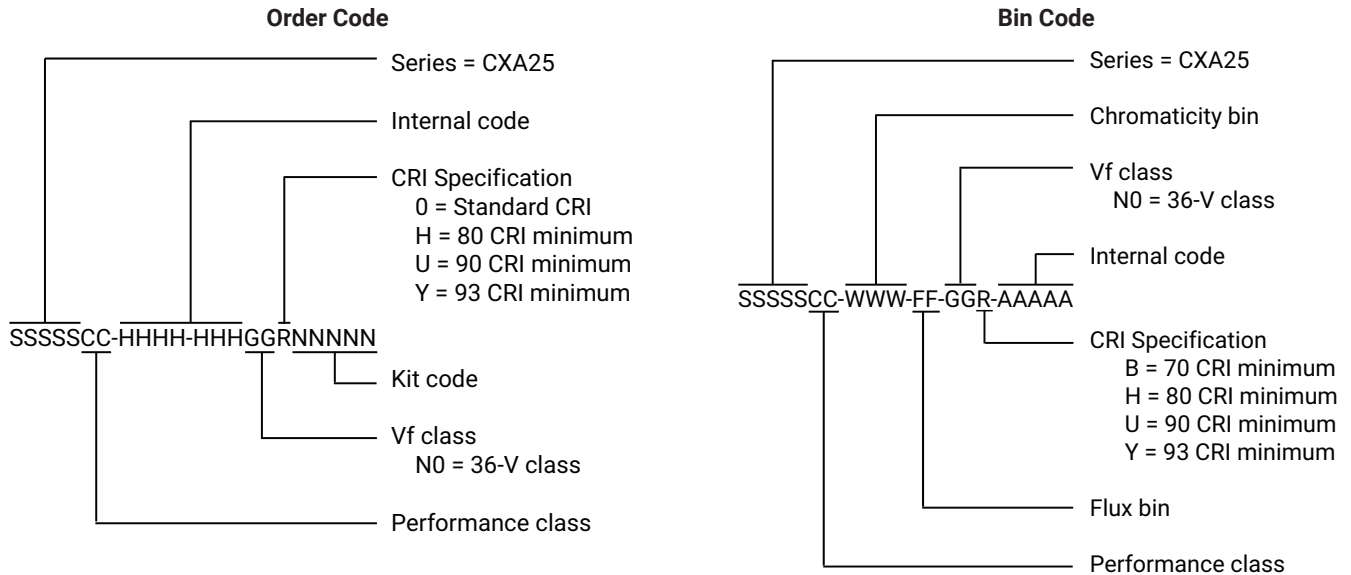 Order Code
Series = CXA25
Internal code
CRI Specification
0 = Standard CRI
H = 80 CRI minimum
U = 90 CRI minimum
Y = 93 CRI minimum
SSSSSCC-HHHH-HHHGGRNNNNN
Kit code
Vf class
N0 = 36-V class
Performance class
Bin Code
Series = CXA25
Chromaticity bin
Vf class
N0 = 36-V class
Internal code
SSSSSCC-WWW-FF-GGR-AAAAA
CRI Specification
B = 70 CRI minimum
H = 80 CRI minimum
U = 90 CRI minimum
Y = 93 CRI minimum
Flux bin
Performance class